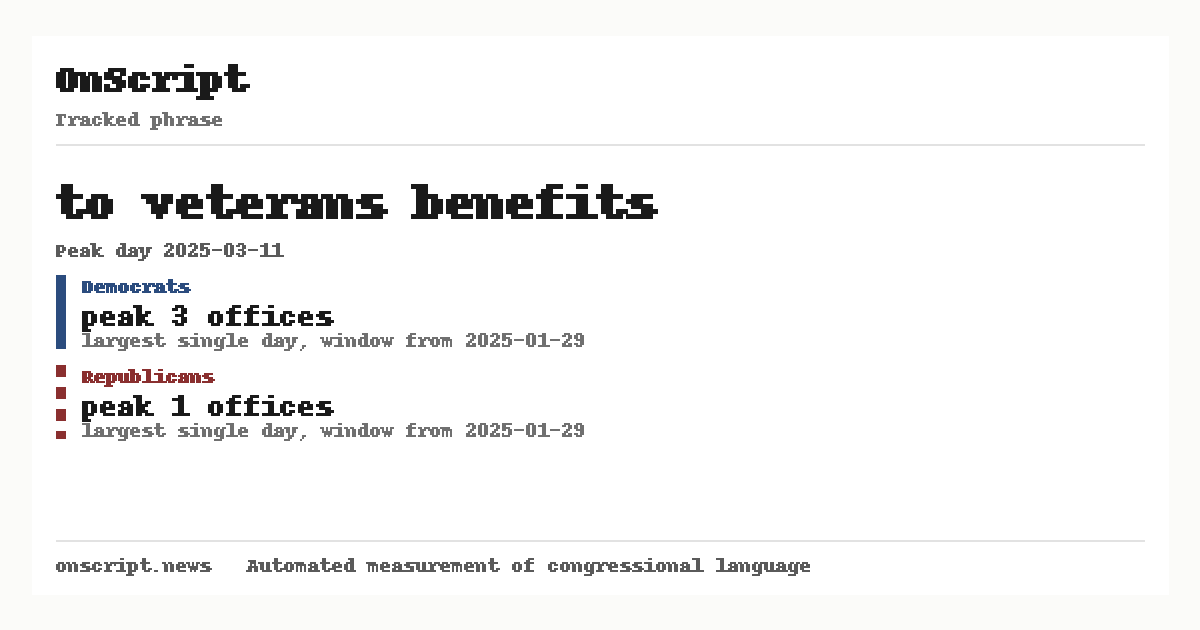 OnScript
Tracked phrase
to veterans benefits
Peak day 2025-03-11
Democrats
peak 3 offices
largest single day, window from 2025-01-29
Republicans
peak 1 offices
largest single day, window from 2025-01-29
onscript.news Automated measurement of congressional language